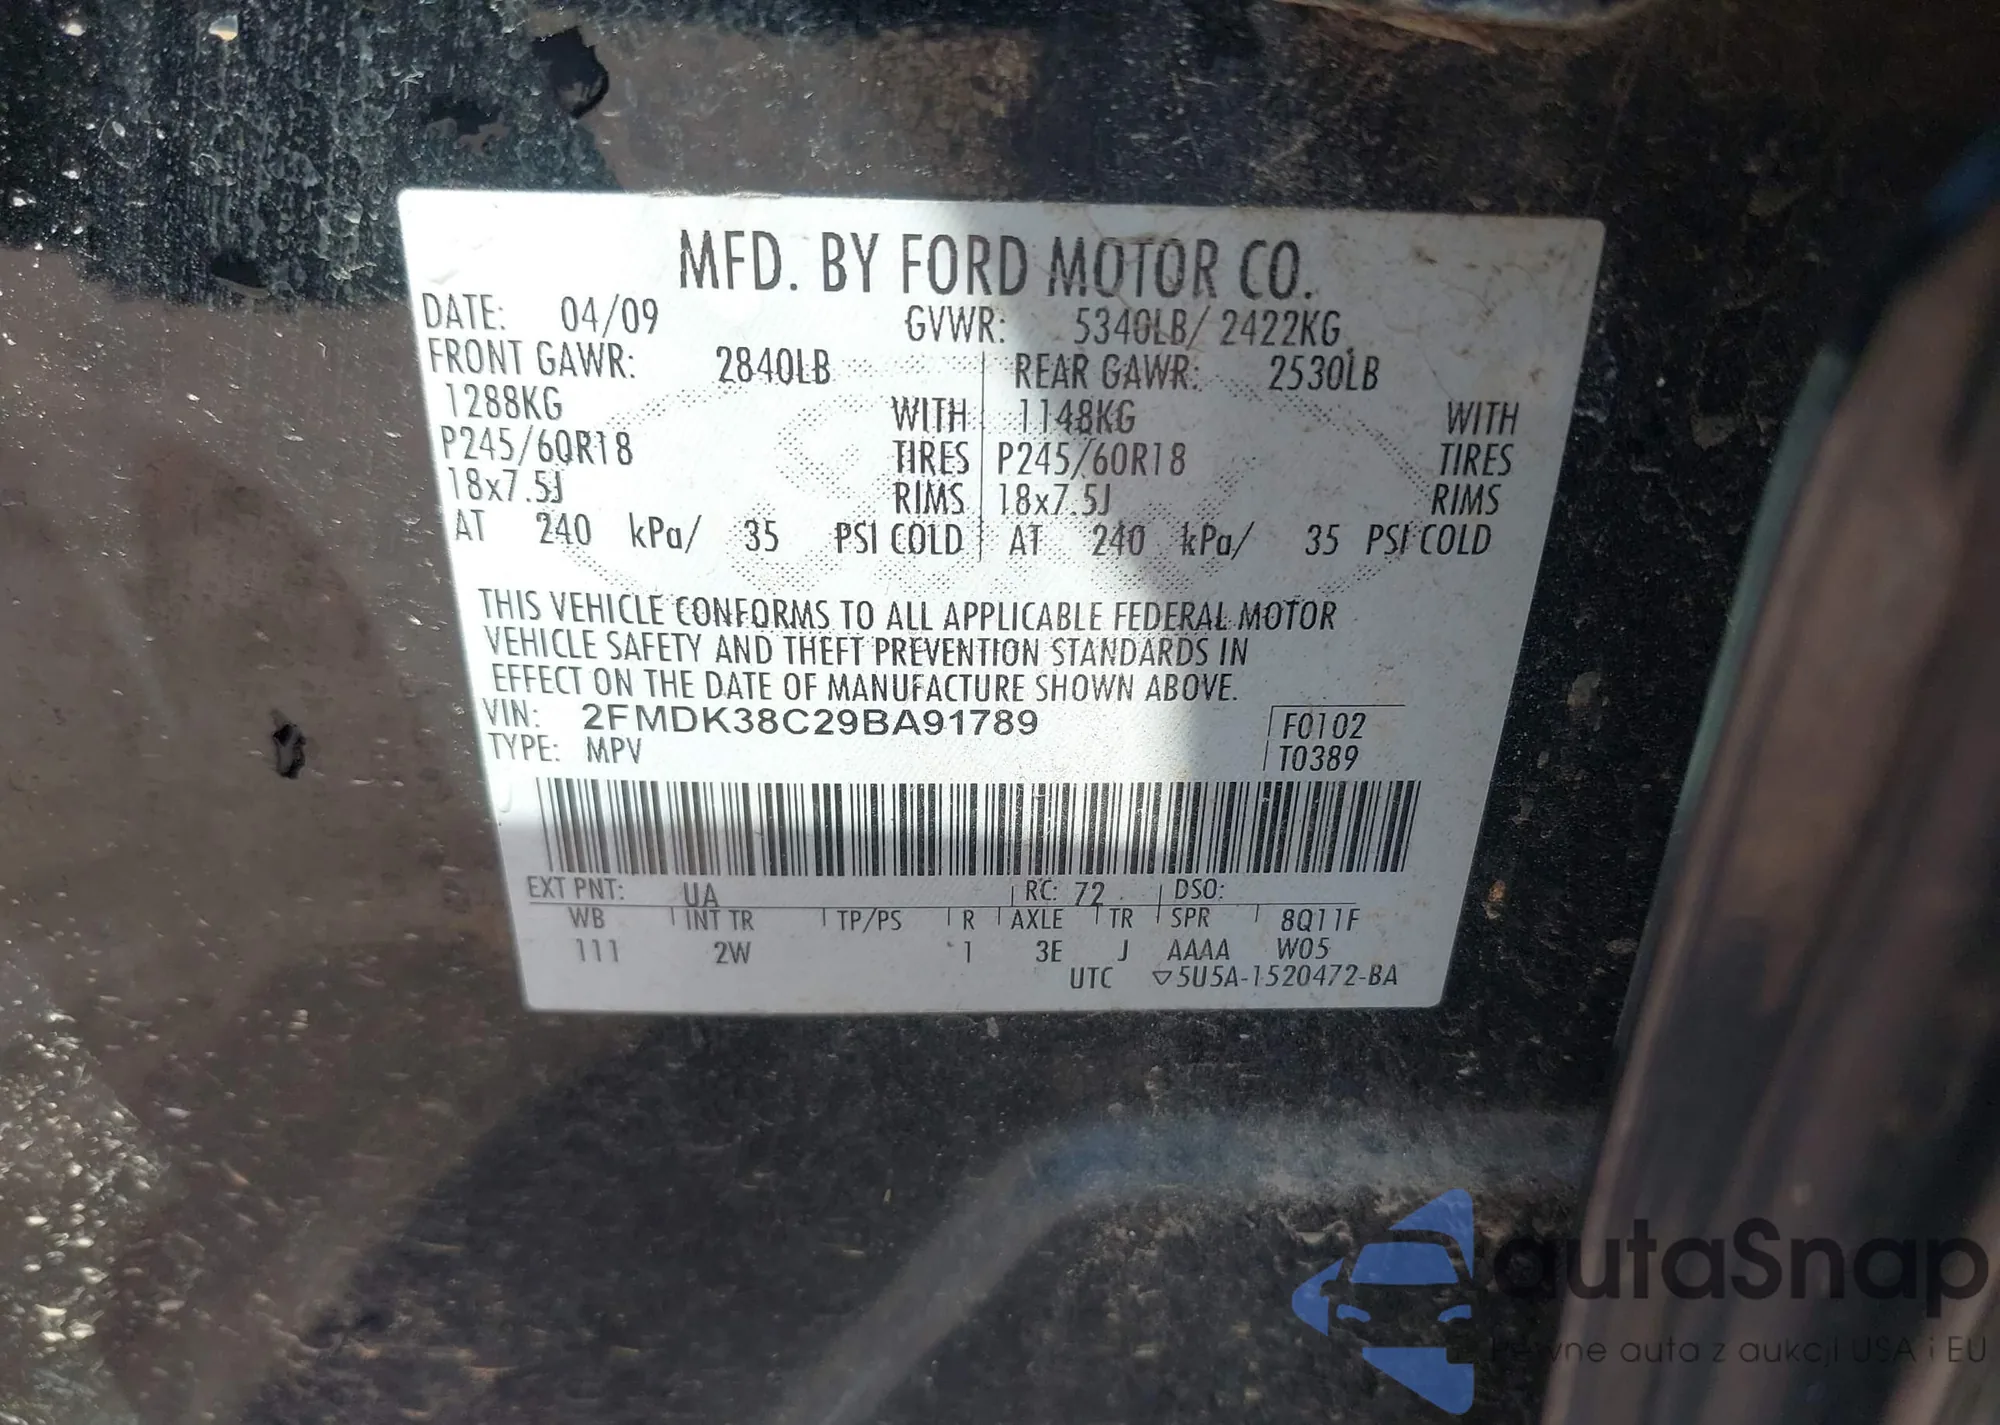 MFD. BY FORD MOTOR CO.
DATE: 04/09 GVWR: 5340LB/ 2422KG
FRONT GAWR: 2840LB REAR GAWR: 2530LB
1288KG WITH 1148KG WITH
P245/60R18 TIRES P245/60R18 TIRES
18x7.5J RIMS 18x7.5J RIMS
AT 240 kPa/ 35 PSI COLD AT 240 kPa/ 35 PSI COLD
THIS VEHICLE CONFORMS TO ALL APPLICABLE FEDERAL MOTOR
VEHICLE SAFETY AND THEFT PREVENTION STANDARDS IN
EFFECT ON THE DATE OF MANUFACTURE SHOWN ABOVE.
VIN: 2FMDK38C29BA91789 F0102
TYPE: MPV T0389
EXT PNT: UA RC: 72 DSO:
WB INT TR TP/PS R AXLE TR SPR 8Q11F
111 2W 1 3E J AAAA W05
UTC ▽5U5A-1520472-BA
autaSnap
Pewne auta z aukcji USA i EU